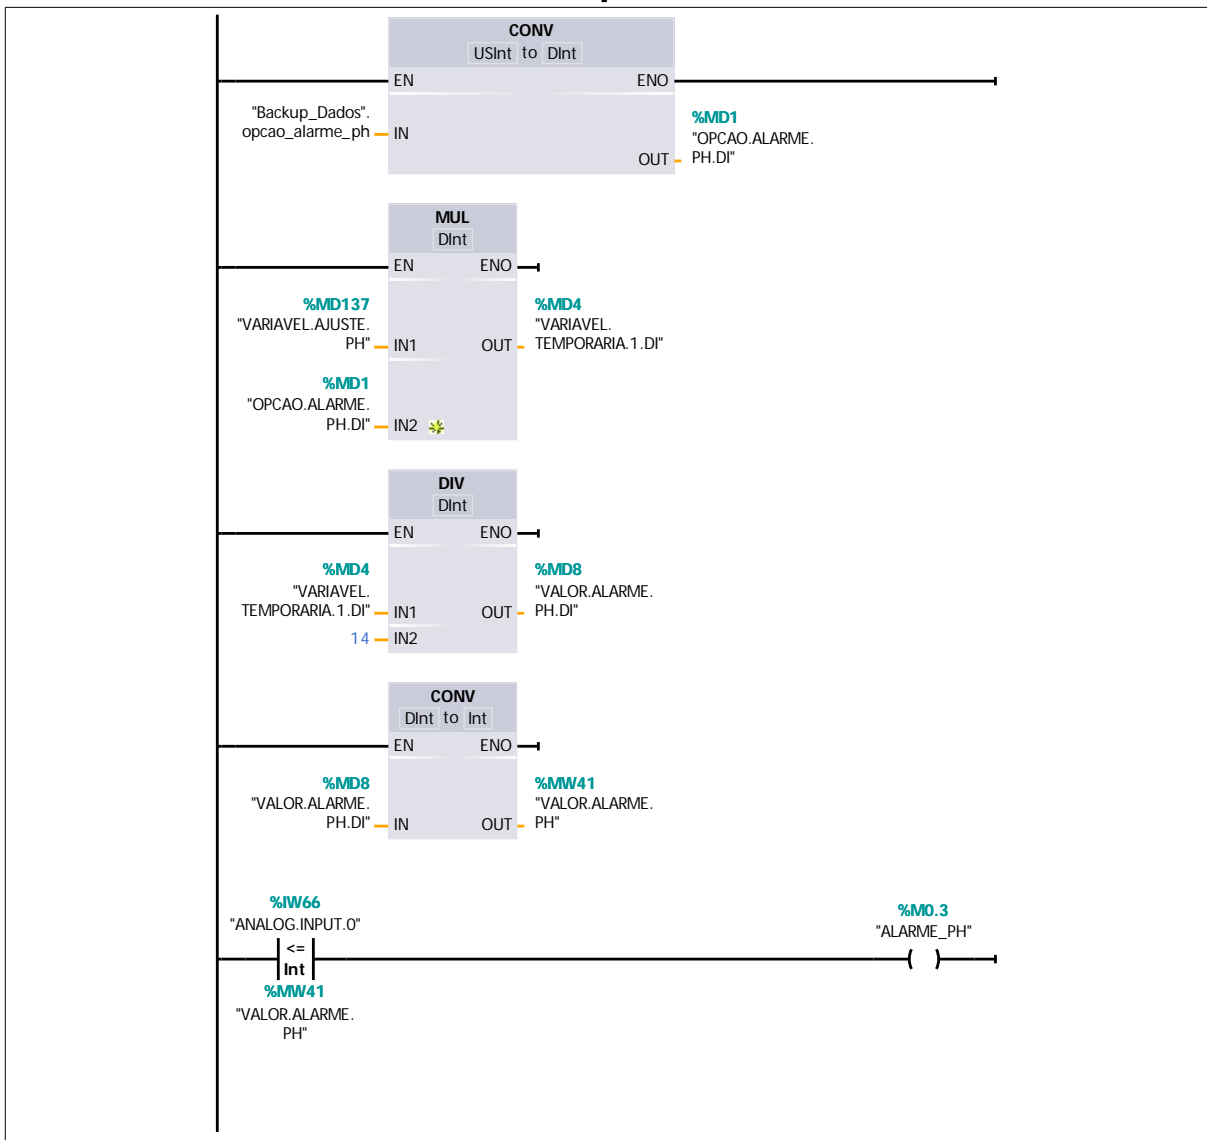 CONV
USInt to DInt
EN ENO
"Backup_Dados".
opcao_alarme_ph IN
%MD1
"OPCAO.ALARME.
OUT PH.DI"
MUL
DInt
EN ENO
%MD137 %MD4
"VARIAVEL.AJUSTE. "VARIAVEL.
PH" IN1 OUT TEMPORARIA.1.DI"
%MD1
"OPCAO.ALARME.
PH.DI" IN2
DIV
DInt
EN ENO
%MD4 %MD8
"VARIAVEL. "VALOR.ALARME.
TEMPORARIA.1.DI" IN1 OUT PH.DI"
14 IN2
CONV
DInt to Int
EN ENO
%MD8 %MW41
"VALOR.ALARME. "VALOR.ALARME.
PH.DI" IN OUT PH"
%IW66 %M0.3
"ANALOG.INPUT.0" "ALARME_PH"
<=
Int
%MW41
"VALOR.ALARME.
PH"